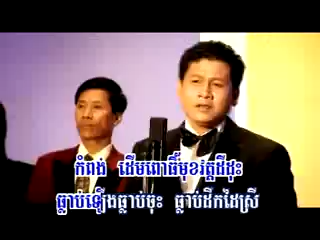 កំពង់ ដើមពោធិ៍មុខវត្តដីដុះ
ធ្លាប់ឡើងធ្លាប់ចុះ ធ្លាប់ដឹកដៃស្រី